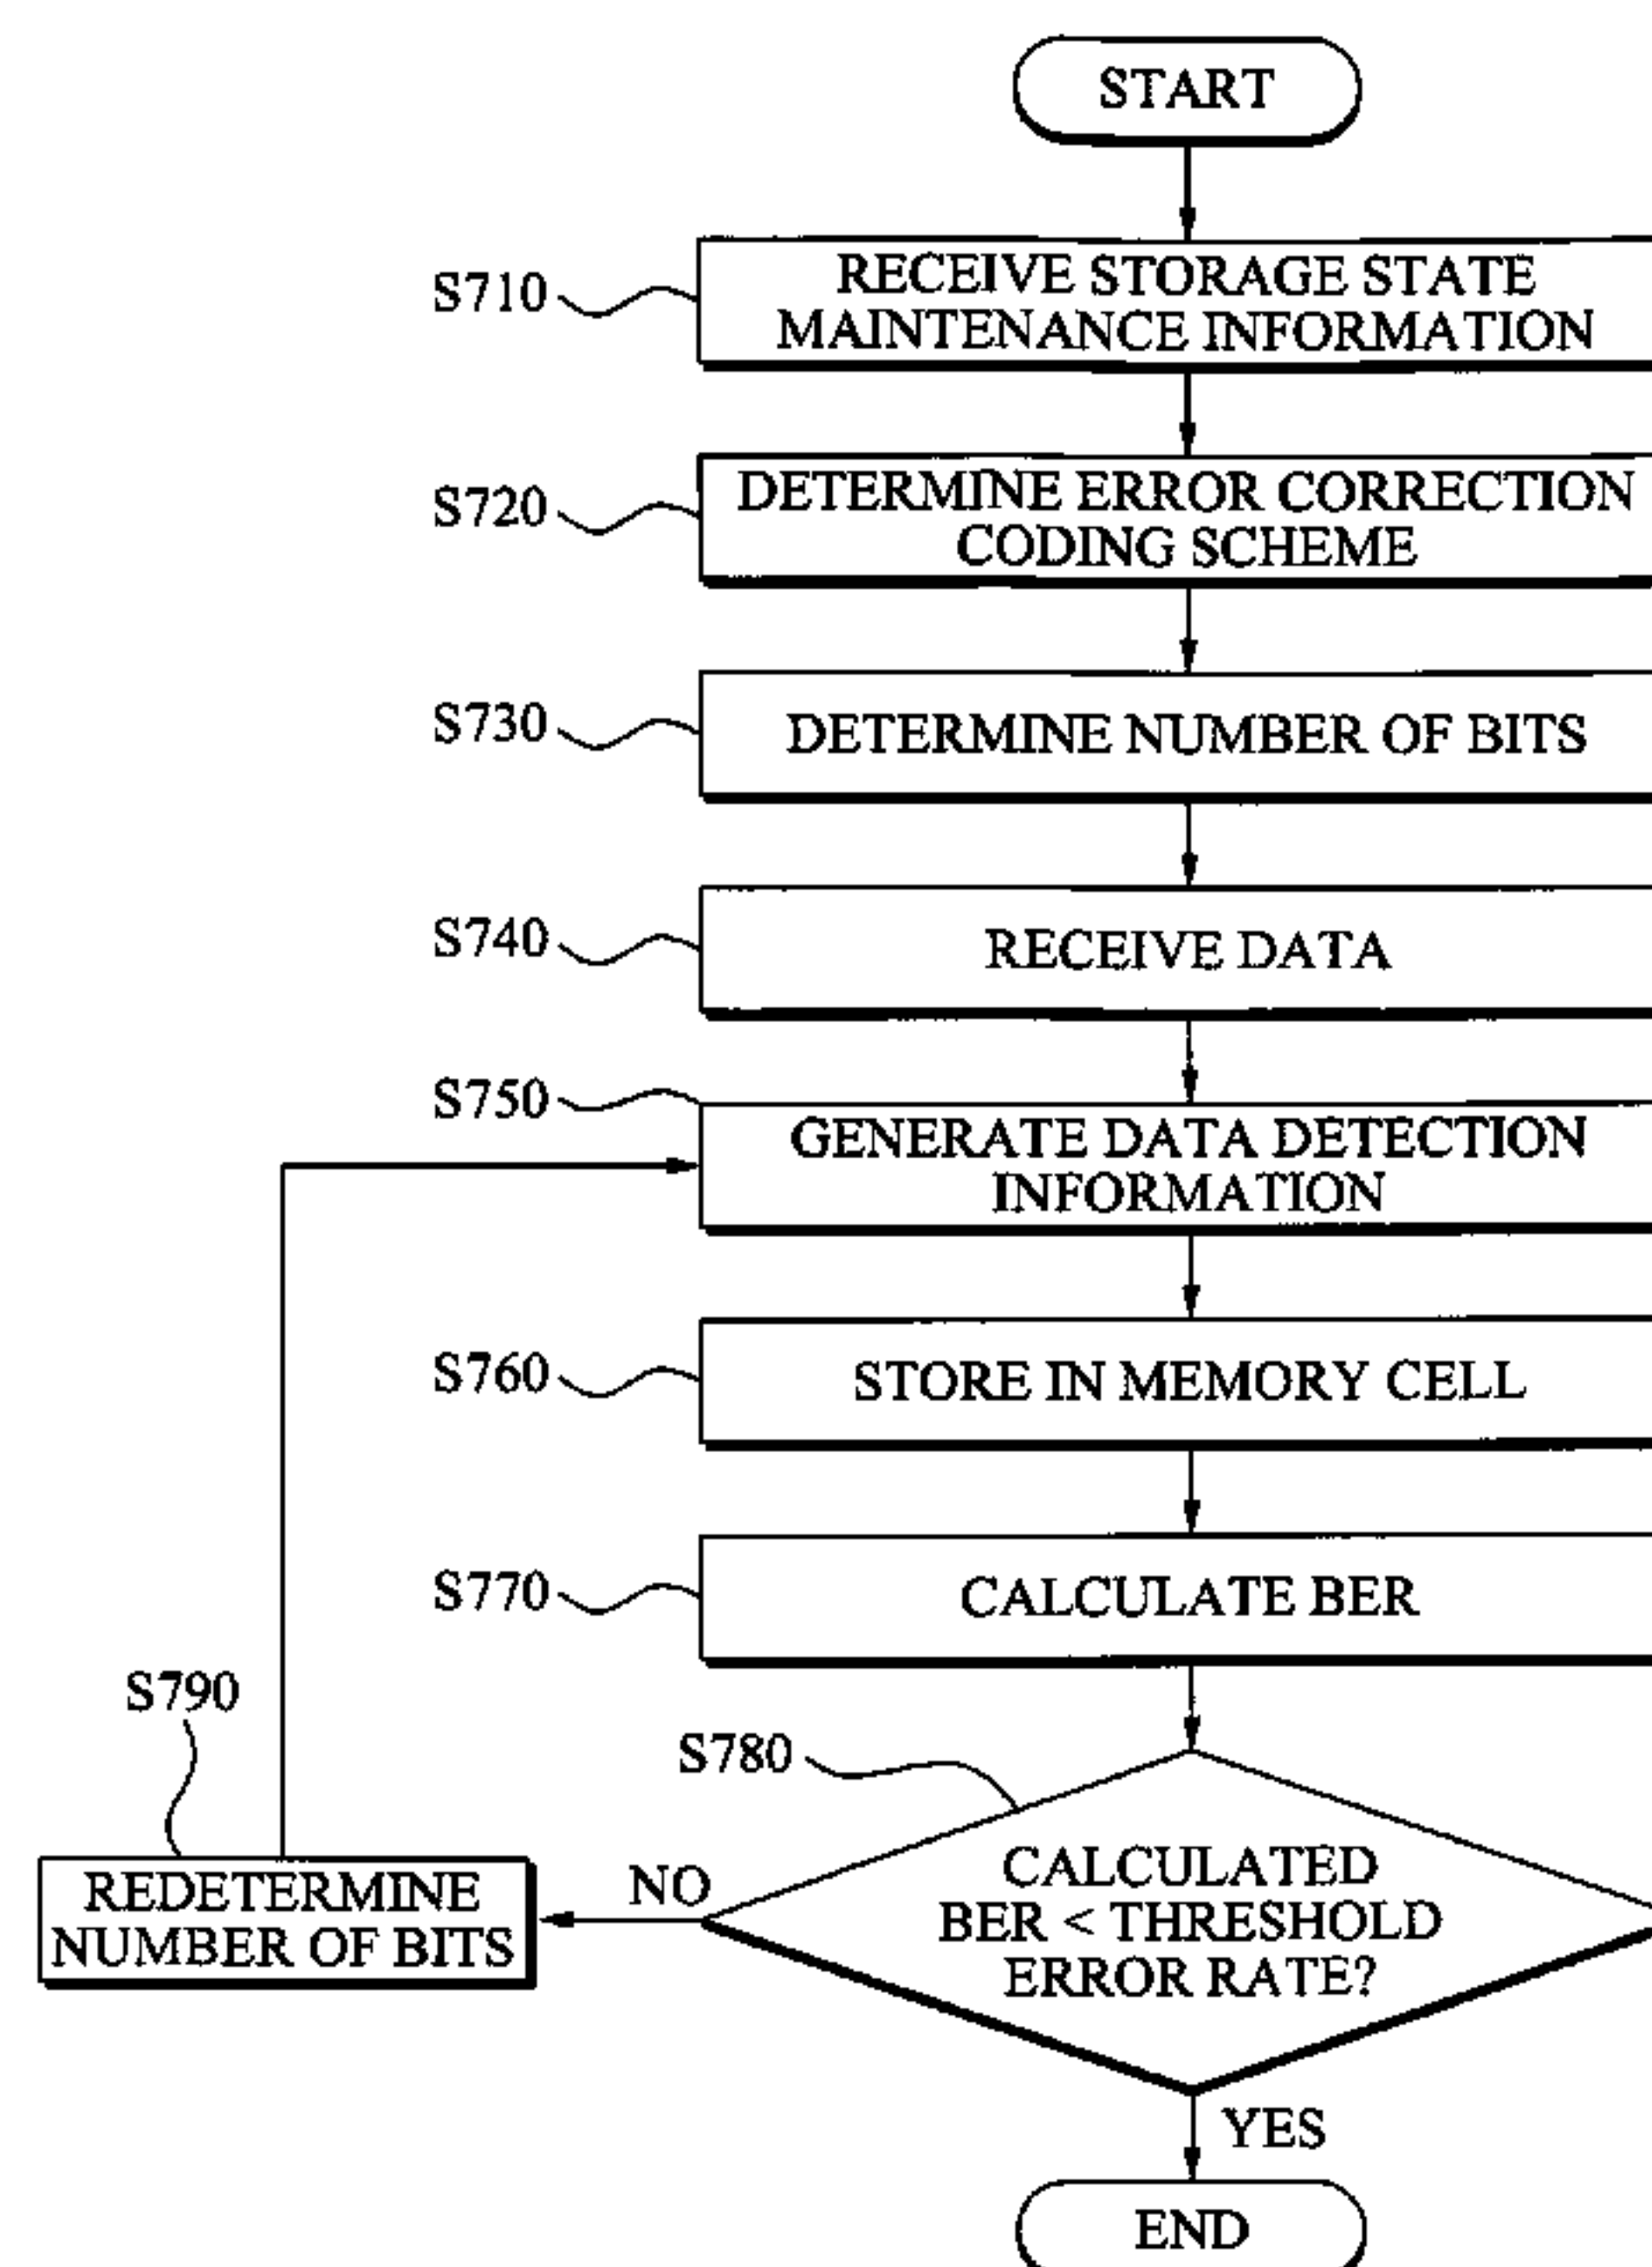 START
S710
RECEIVE STORAGE STATE
MAINTENANCE INFORMATION
S720
DETERMINE ERROR CORRECTION
CODING SCHEME
S730
DETERMINE NUMBER OF BITS
S740
RECEIVE DATA
S750
GENERATE DATA DETECTION
INFORMATION
S760
STORE IN MEMORY CELL
S770
CALCULATE BER
S780
CALCULATED
BER < THRESHOLD
ERROR RATE?
NO
S790
REDETERMINE
NUMBER OF BITS
YES
END